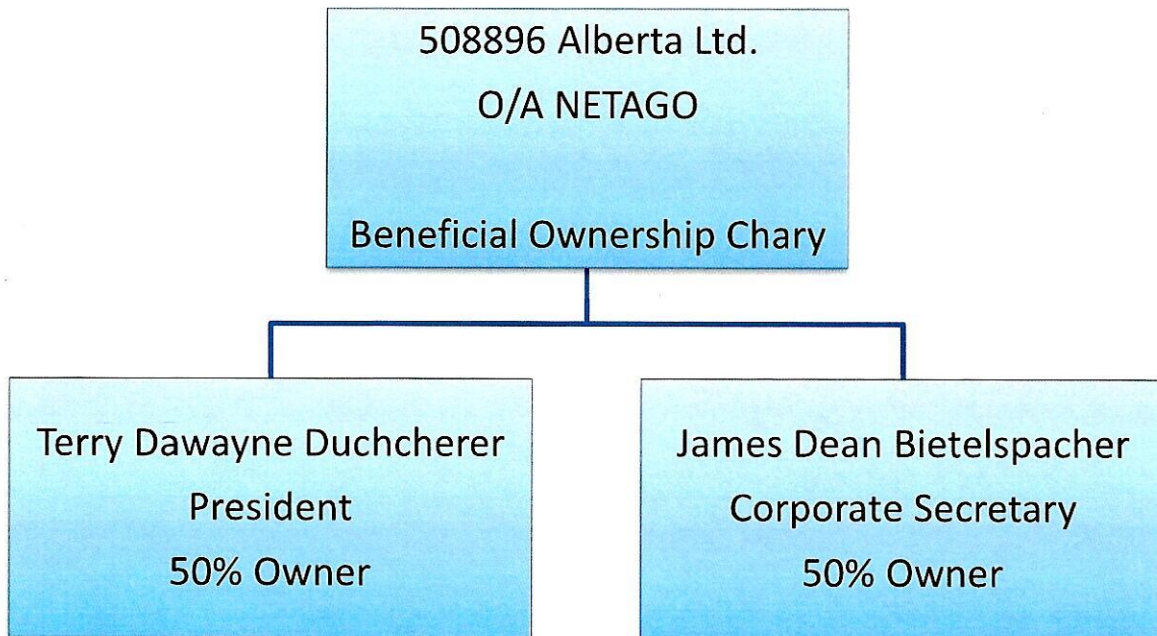 508896 Alberta Ltd.
O/A NETAGO
Beneficial Ownership Chary
Terry Dawayne Duchcherer
President
50% Owner
James Dean Bietelspacher
Corporate Secretary
50% Owner